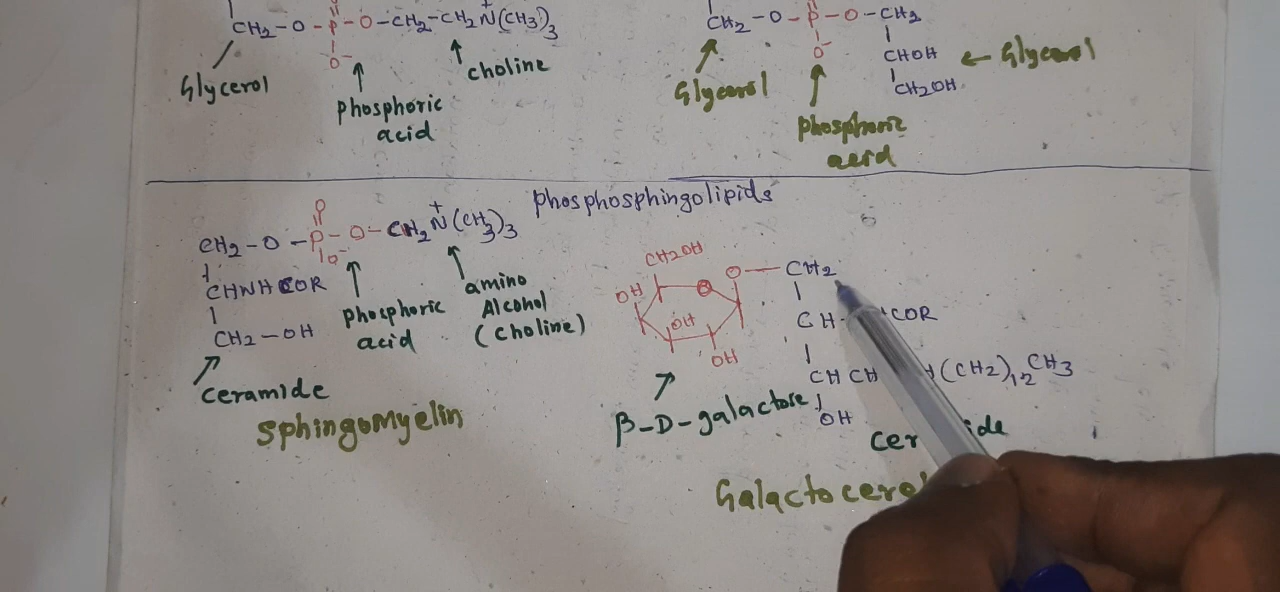 CH2-O-P-O-CH2-CH2N+(CH3)3
O-
Glycerol
phosphoric
acid
choline
CH2-O-P-O-CH2
O-
CHOH
CH2OH
Glycerol
Glycerol
phosphoric
acid
phosphosphingolipids
O
CH2-O-P-O-CH2N+(CH3)3
O-
CHNHCOR
CH2-OH
phosphoric
acid
amino
Alcohol
(choline)
ceramide
Sphingomyelin
CH2OH
O-CH2
OH
O
OH
OH
CH
COR
CH CH
(CH2)12CH3
OH
β-D-galactose